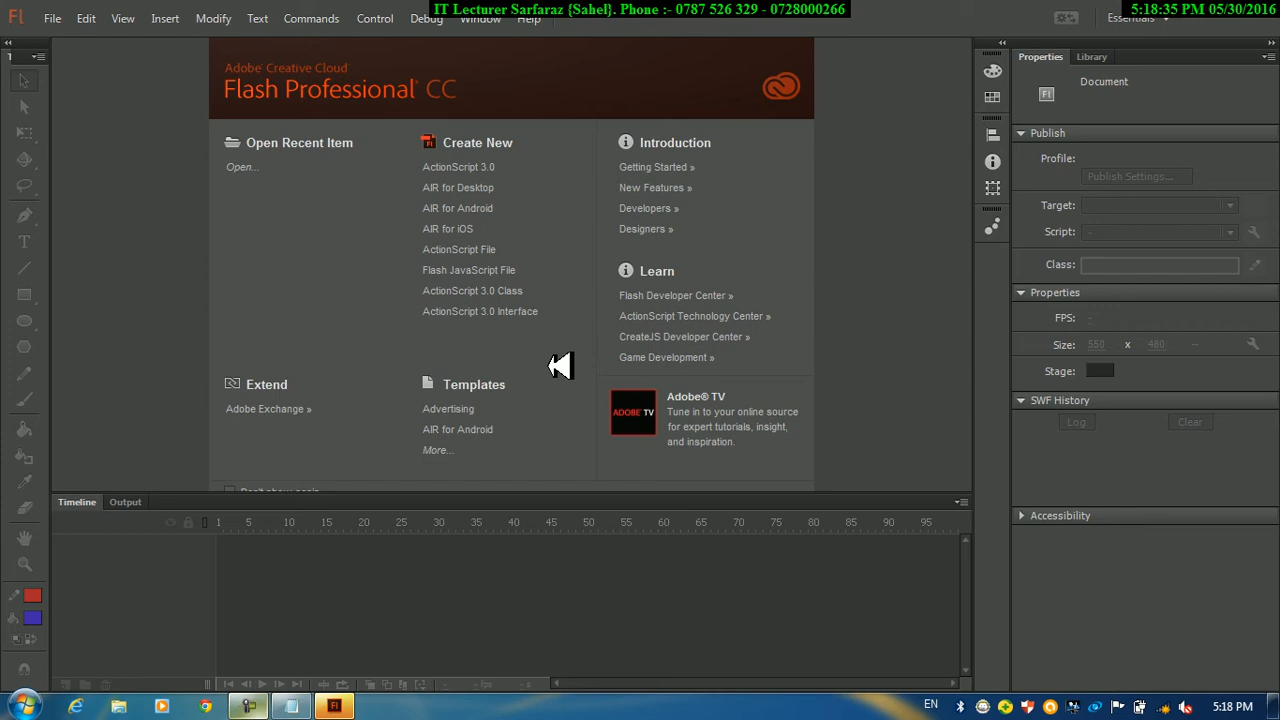 IT Lecturer Sarfaraz {Sahel}. Phone :- 0787 526 329 - 0728000266
5:18:35 PM 05/30/2016
Fl File Edit View Insert Modify Text Commands Control Debug Window Help Essentials
Adobe® Creative Cloud™
Flash Professional® CC
Open Recent Item
Open...
Create New
ActionScript 3.0
AIR for Desktop
AIR for Android
AIR for iOS
ActionScript File
Flash JavaScript File
ActionScript 3.0 Class
ActionScript 3.0 Interface
Introduction
Getting Started »
New Features »
Developers »
Designers »
Learn
Flash Developer Center »
ActionScript Technology Center »
CreateJS Developer Center »
Game Development »
Extend
Adobe Exchange »
Templates
Advertising
AIR for Android
More...
ADOBE TV
Adobe® TV
Tune in to your online source
for expert tutorials, insight,
and inspiration.
Don't show again
Properties Library
Fl Document
Publish
Profile:
Publish Settings...
Target:
Script: -
Class:
Properties
FPS: -
Size: 550 x 480 --
Stage:
SWF History
Log Clear
Accessibility
Timeline Output
1 5 10 15 20 25 30 35 40 45 50 55 60 65 70 75 80 85 90 95
Fl
EN
5:18 PM